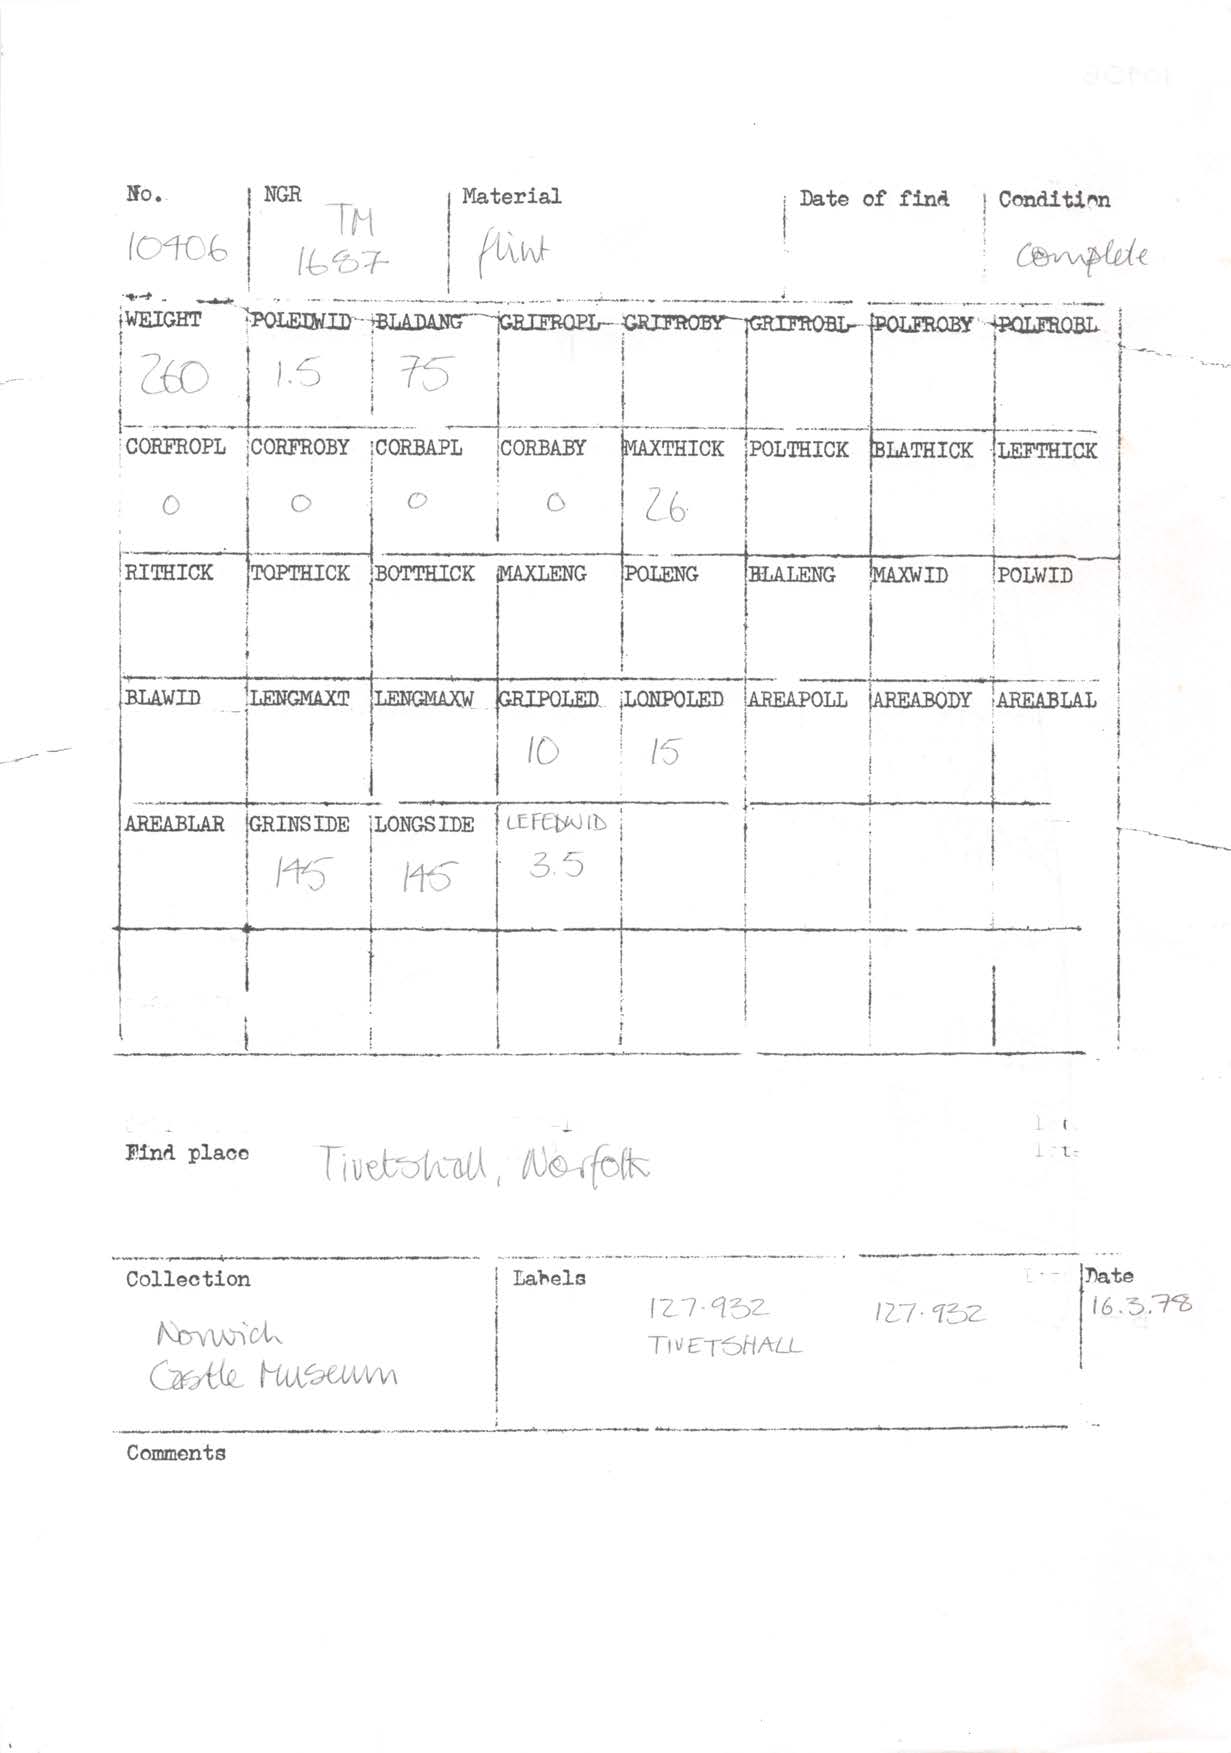 No. NGR Material Date of find Condition
10406 TM 1687 flint complete
WEIGHT POLEDWID BLADANG GRIFROPL GRIFROBY GRIFROBL POLFROBY POLFROBL
260 1.5 75
CORFROPL CORFROBY CORBAPL CORBABY MAXTHICK POLTHICK BLATHICK LEFTHICK
0 0 0 0 26
RITHICK TOPTHICK BOTTHICK MAXLENG POLENG BLALENG MAXWID POLWID
BLAWID LENGMAXT LENGMAXW GRIPOLED LONPOLED AREAPOLL AREABODY AREABLAL
10 15
AREABLAR GRINSIDE LONGSIDE LEFEDWID
145 145 3.5
Find place Tivetshall, Norfolk
Collection Labels Date
127.932 127.932 16.3.78
Norwich TIVETSHALL
Castle Museum
Comments